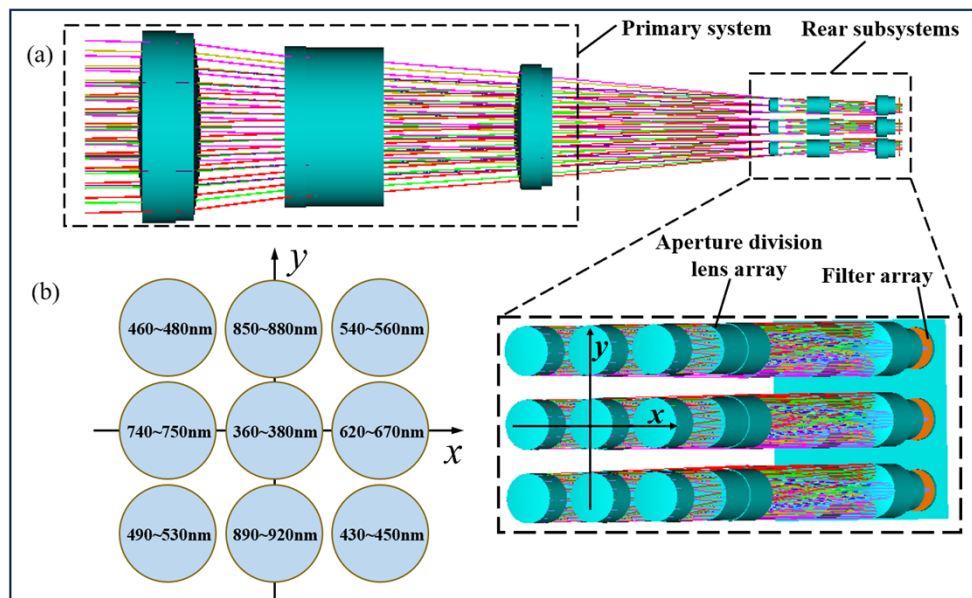 (a)
Primary system
Rear subsystems
Aperture division
lens array
Filter array
y
x
(b)
y
460~480nm
850~880nm
540~560nm
740~750nm
360~380nm
620~670nm
x
490~530nm
890~920nm
430~450nm